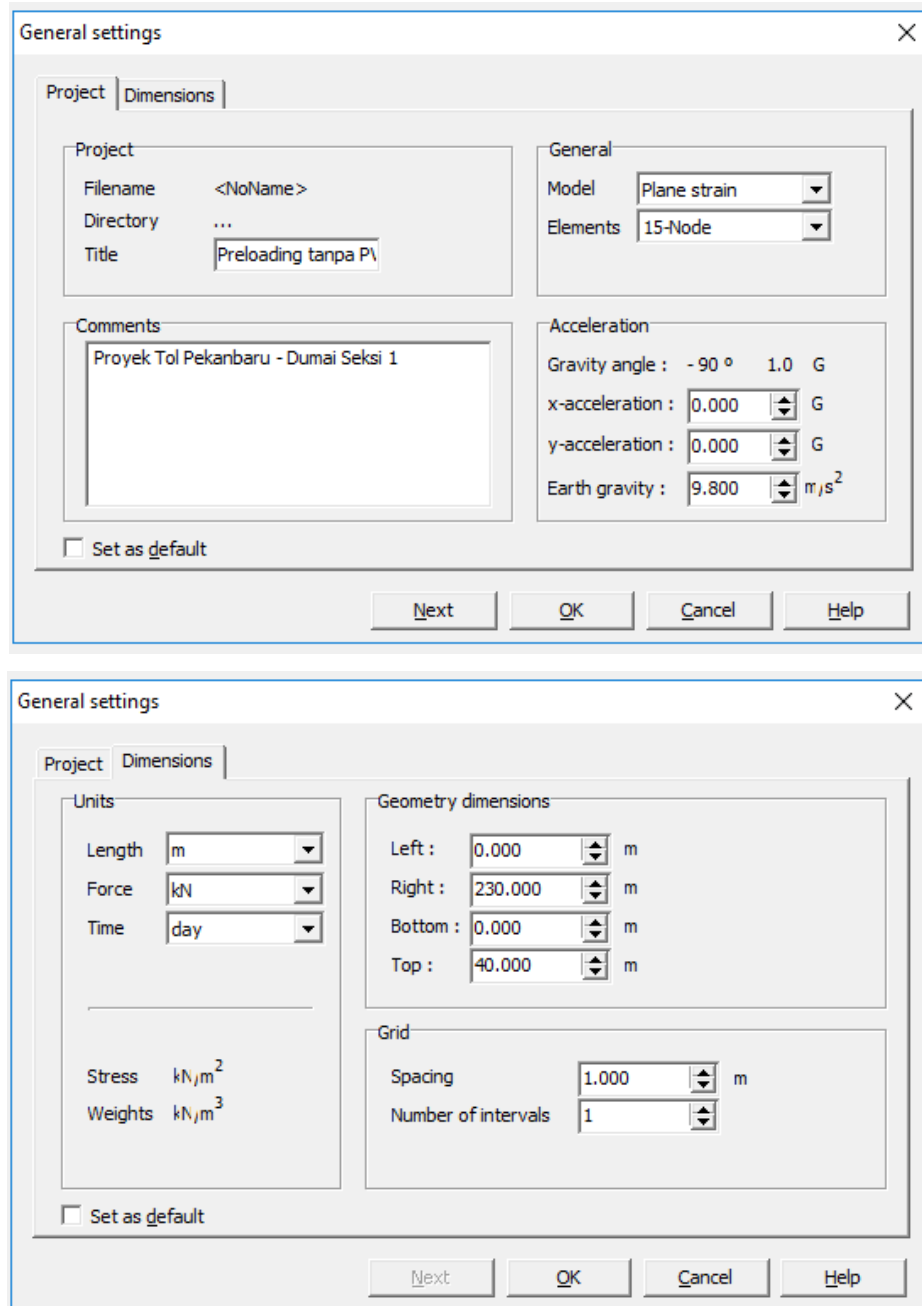 General settings
Project Dimensions
Project
Filename <NoName>
Directory ...
Title Preloading tanpa PV
General
Model Plane strain
Elements 15-Node
Comments
Proyek Tol Pekanbaru - Dumai Seksi 1
Acceleration
Gravity angle : - 90 º 1.0 G
x-acceleration : 0.000 G
y-acceleration : 0.000 G
Earth gravity : 9.800 m/s²
Set as default
Next OK Cancel Help
General settings
Project Dimensions
Units
Length m
Force kN
Time day
Stress kN/m²
Weights kN/m³
Geometry dimensions
Left : 0.000 m
Right : 230.000 m
Bottom : 0.000 m
Top : 40.000 m
Grid
Spacing 1.000 m
Number of intervals 1
Set as default
Next OK Cancel Help